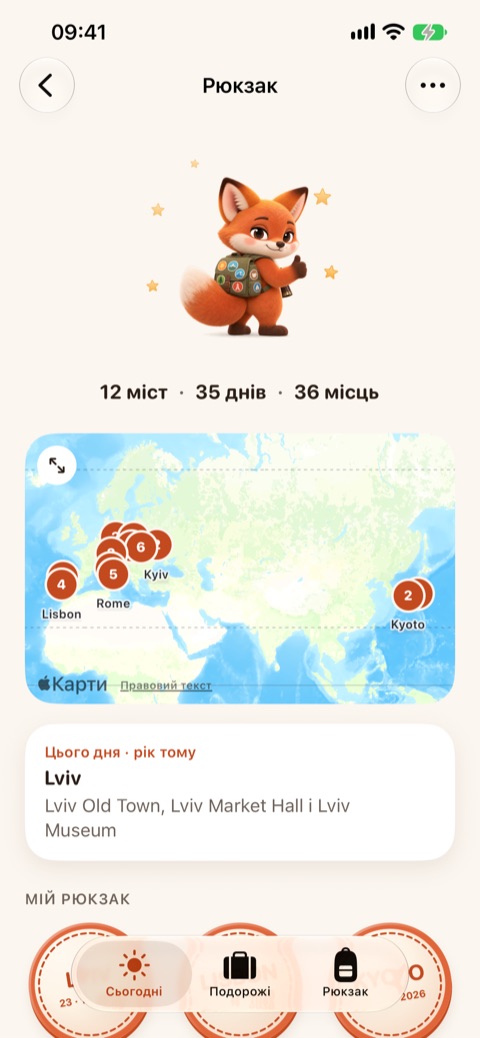 09:41
Рюкзак
12 міст · 35 днів · 36 місць
6
4
5
2
Kyiv
Lisbon
Rome
Kyoto
Карти
Правовий текст
Цього дня · рік тому
Lviv
Lviv Old Town, Lviv Market Hall і Lviv
Museum
МІЙ РЮКЗАК
Сьогодні
Подорожі
Рюкзак